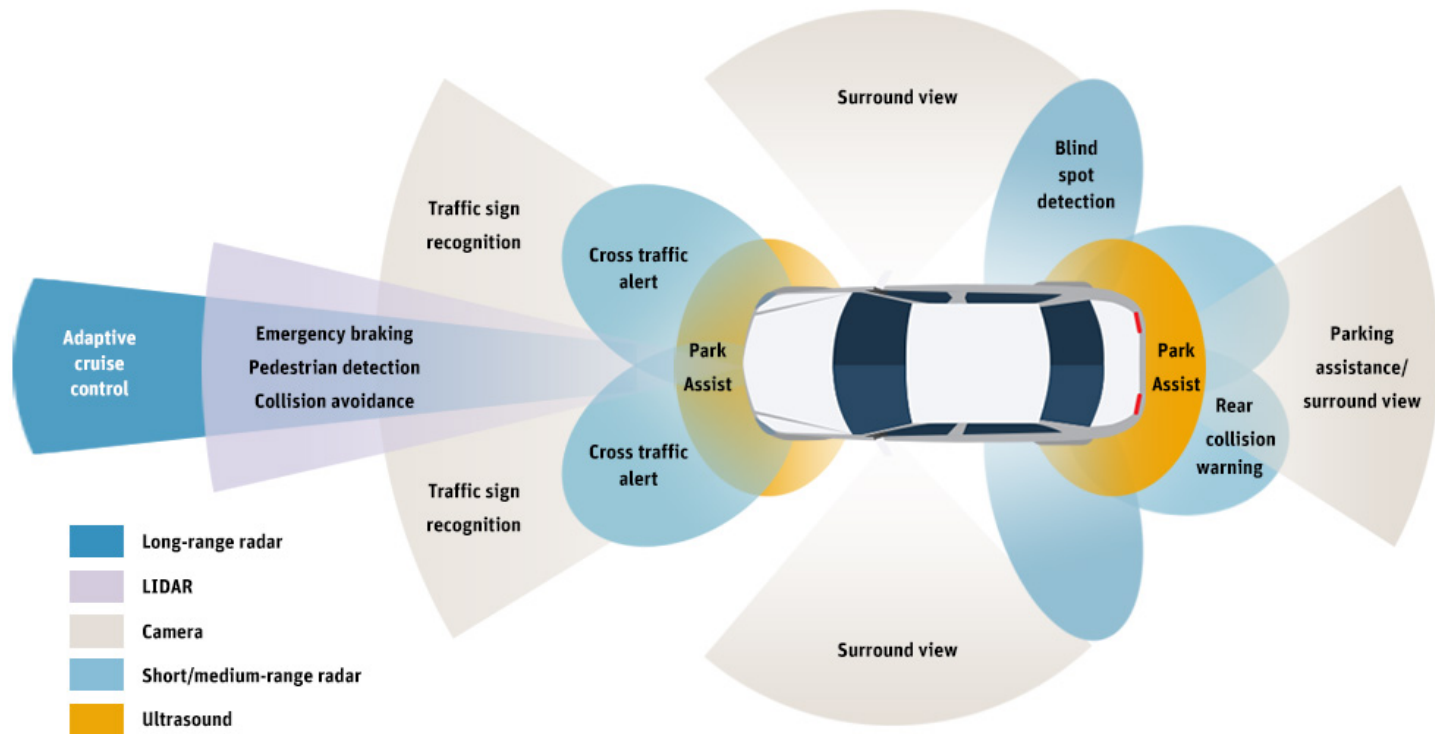 Surround view
Blind
spot
detection
Traffic sign
recognition
Cross traffic
alert
Adaptive
cruise
control
Emergency braking
Pedestrian detection
Collision avoidance
Park
Assist
Park
Assist
Parking
assistance/
surround view
Rear
collision
warning
Cross traffic
alert
Traffic sign
recognition
Surround view
Long-range radar
LIDAR
Camera
Short/medium-range radar
Ultrasound